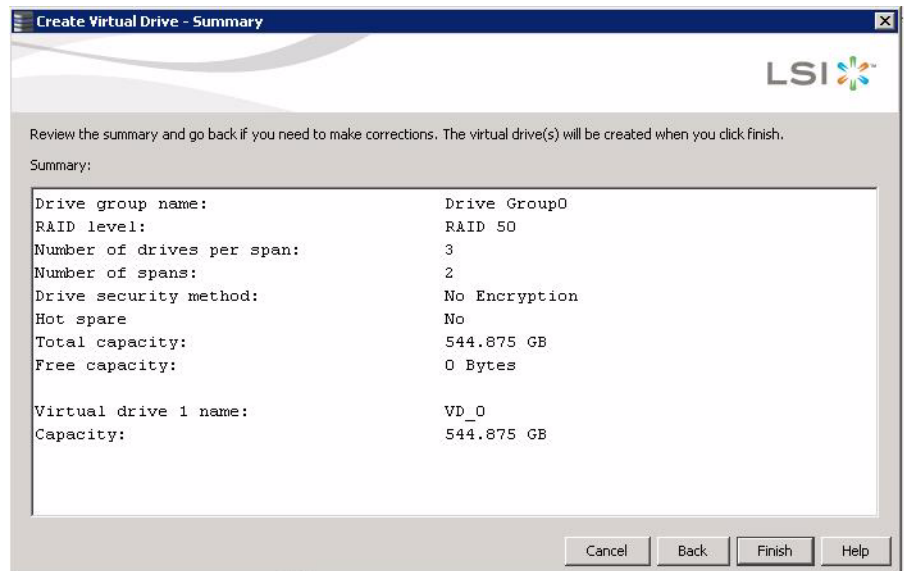 Create Virtual Drive - Summary
LSI
Review the summary and go back if you need to make corrections. The virtual drive(s) will be created when you click finish.
Summary:
Drive group name: Drive Group0
RAID level: RAID 50
Number of drives per span: 3
Number of spans: 2
Drive security method: No Encryption
Hot spare No
Total capacity: 544.875 GB
Free capacity: 0 Bytes
Virtual drive 1 name: VD_0
Capacity: 544.875 GB
Cancel Back Finish Help